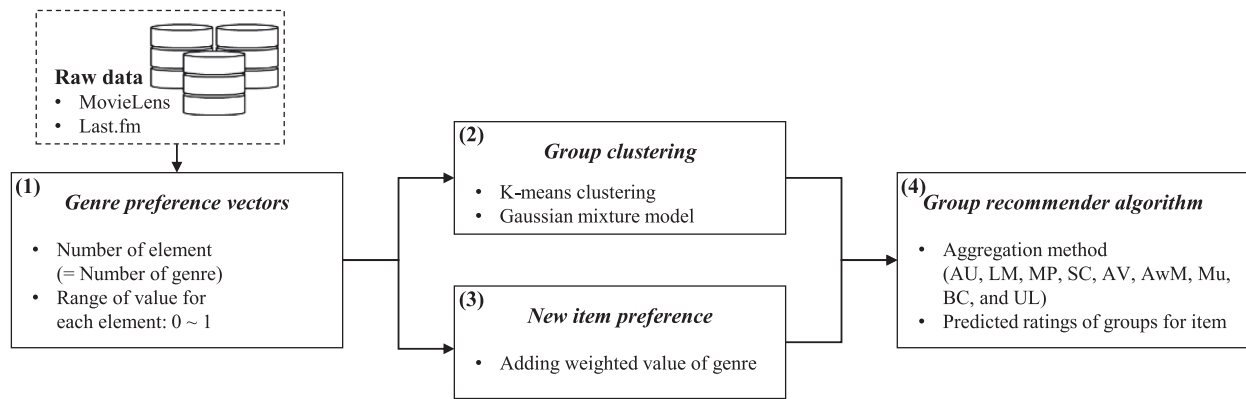 Raw data
• MovieLens
• Last.fm
(1)
Genre preference vectors
• Number of element
(= Number of genre)
• Range of value for
each element: 0 ~ 1
(2)
Group clustering
• K-means clustering
• Gaussian mixture model
(3)
New item preference
• Adding weighted value of genre
(4)
Group recommender algorithm
• Aggregation method
(AU, LM, MP, SC, AV, AwM, Mu,
BC, and UL)
• Predicted ratings of groups for item